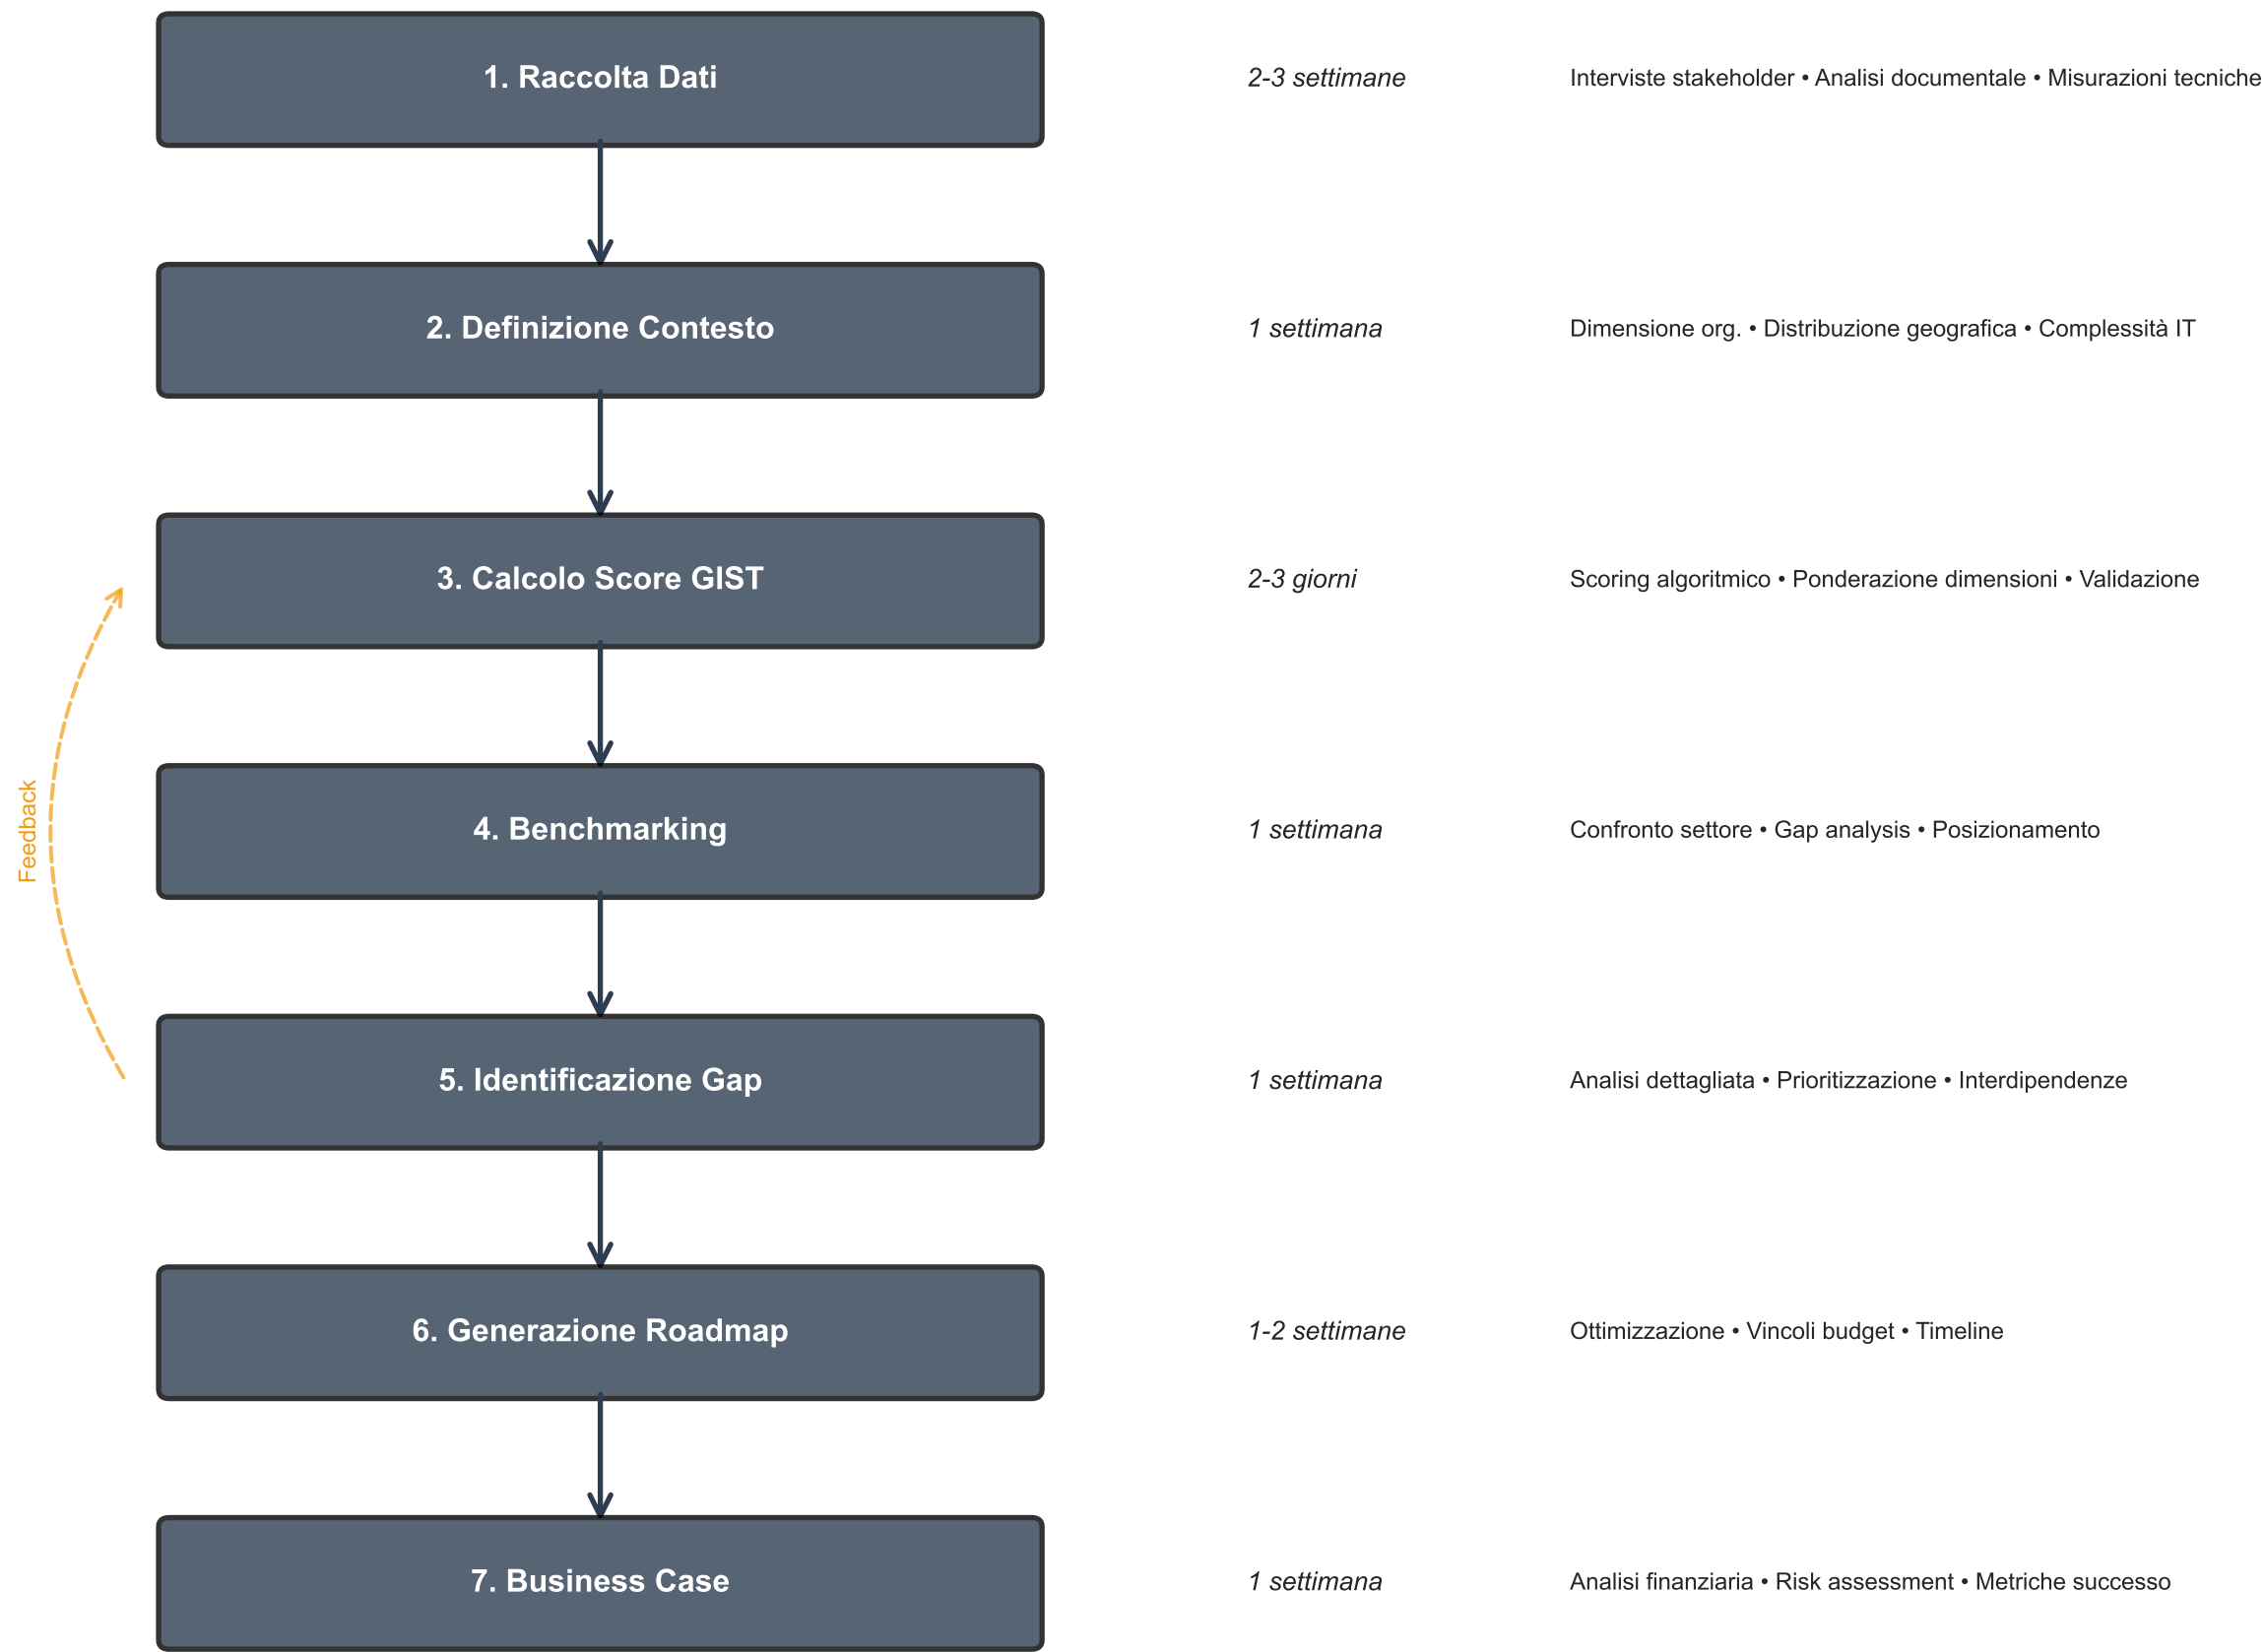 1. Raccolta Dati
2-3 settimane
Interviste stakeholder • Analisi documentale • Misurazioni tecniche
2. Definizione Contesto
1 settimana
Dimensione org. • Distribuzione geografica • Complessità IT
3. Calcolo Score GIST
2-3 giorni
Scoring algoritmico • Ponderazione dimensioni • Validazione
Feedback
4. Benchmarking
1 settimana
Confronto settore • Gap analysis • Posizionamento
5. Identificazione Gap
1 settimana
Analisi dettagliata • Prioritizzazione • Interdipendenze
6. Generazione Roadmap
1-2 settimane
Ottimizzazione • Vincoli budget • Timeline
7. Business Case
1 settimana
Analisi finanziaria • Risk assessment • Metriche successo